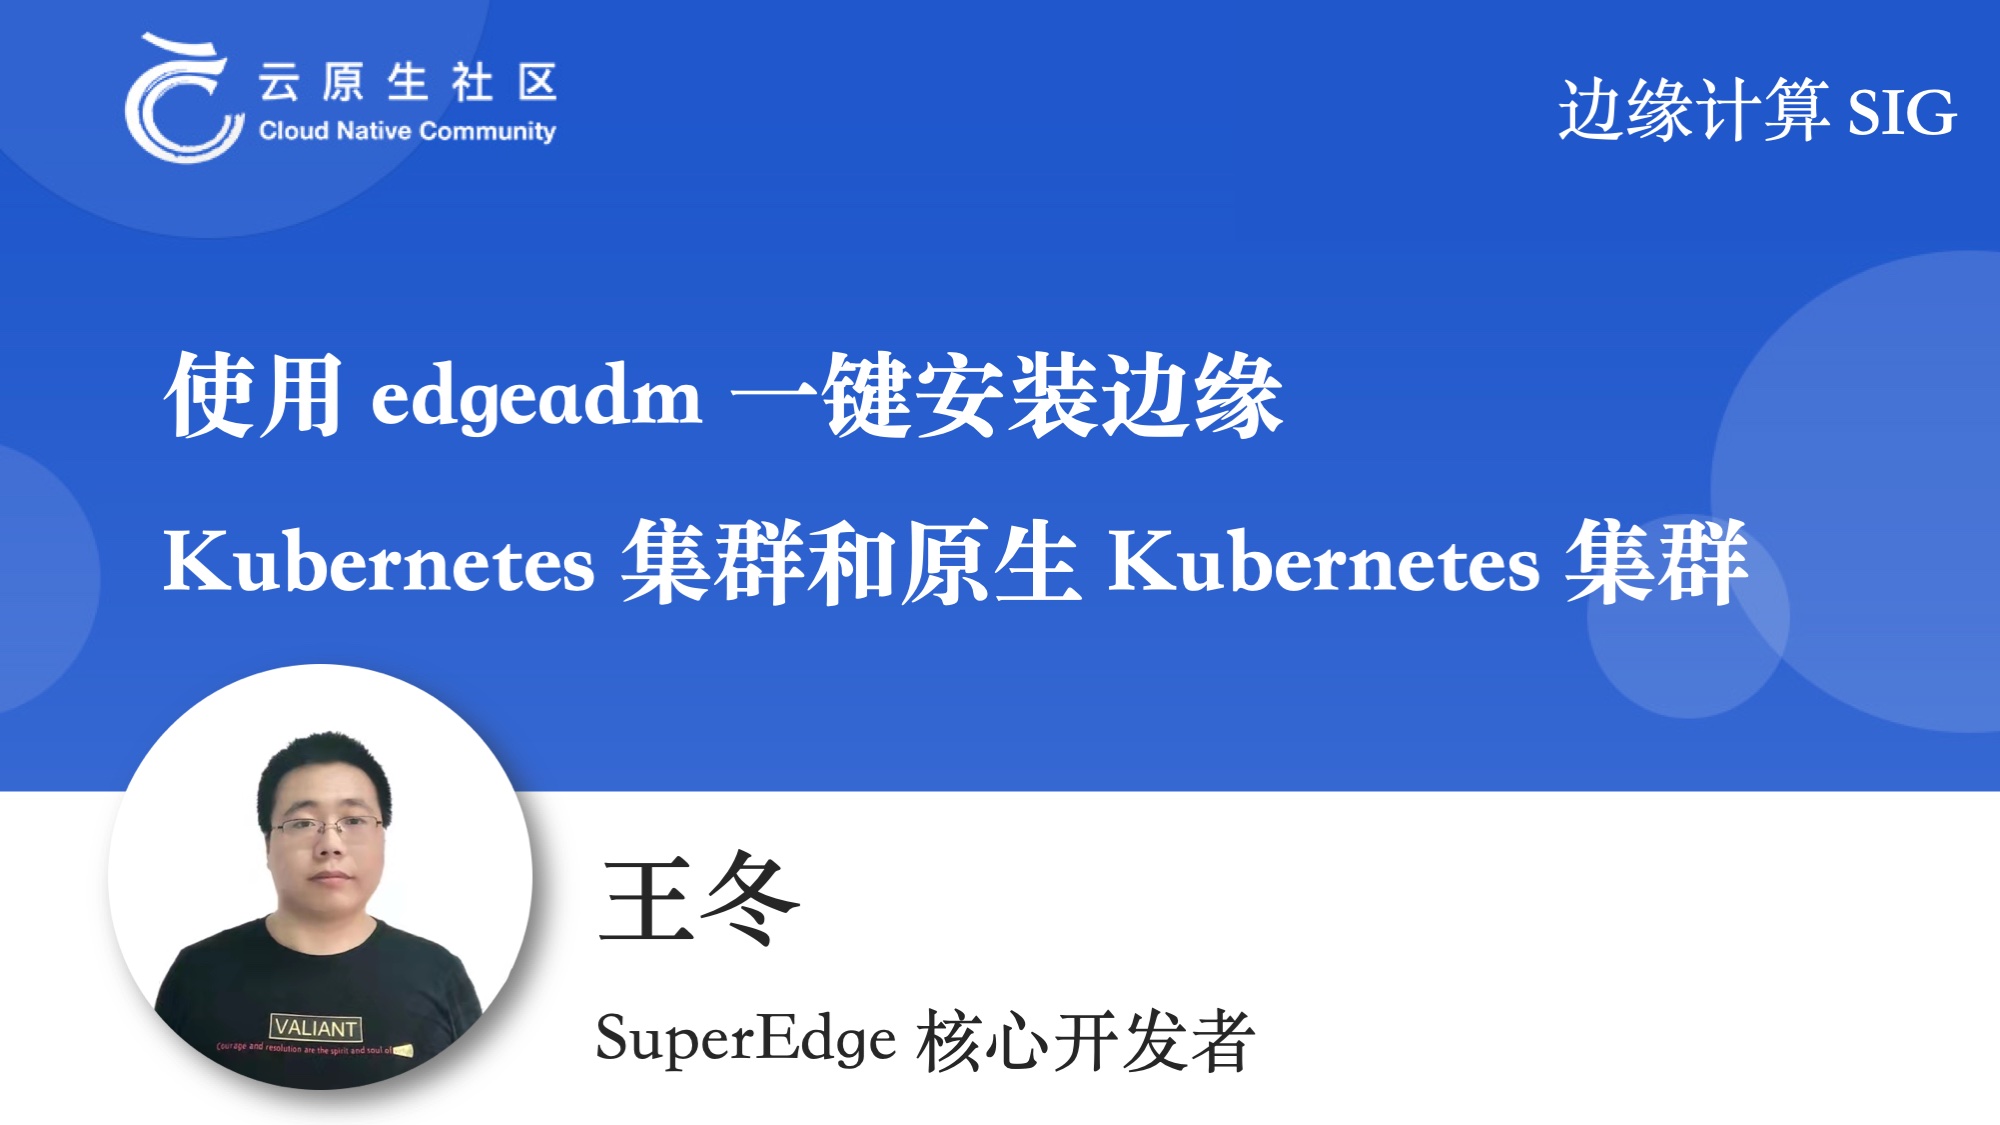 云原生社区
Cloud Native Community
边缘计算 SIG
使用 edgeadm 一键安装边缘
Kubernetes 集群和原生 Kubernetes 集群
王冬
SuperEdge 核心开发者
VALIANT
Courage and resolution are the spirit and soul of